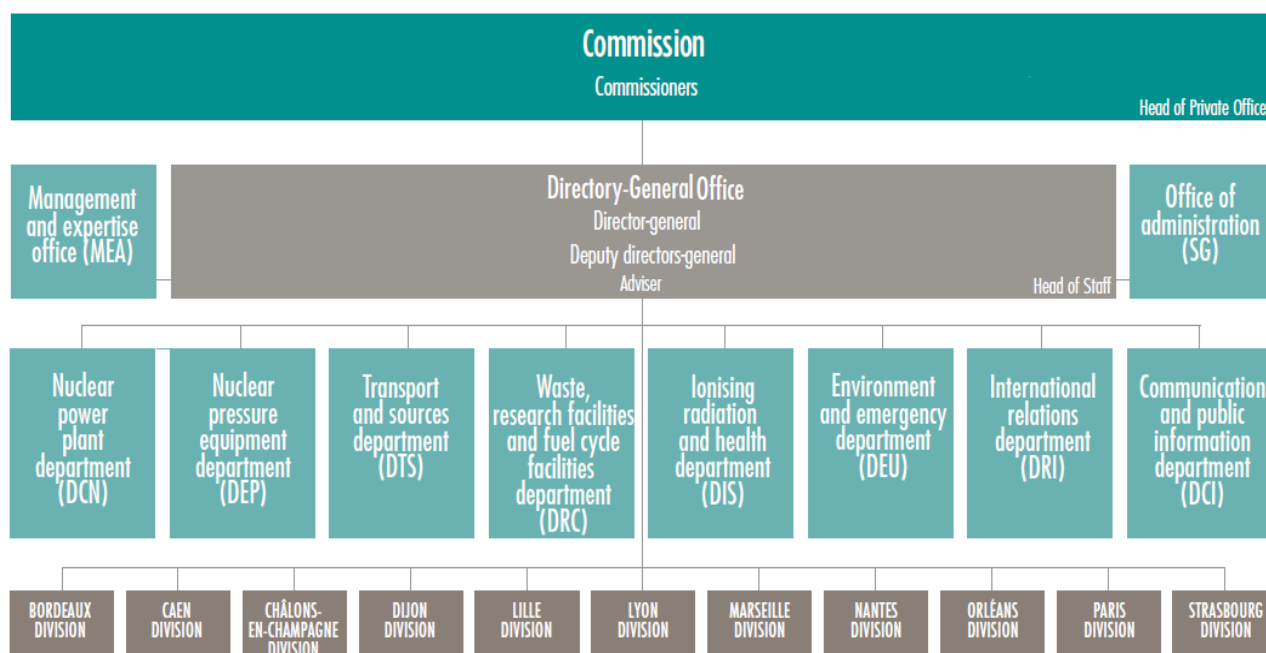 Commission
Commissioners
Head of Private Office
Management
and expertise
office (MEA)
Directory-General Office
Director-general
Deputy directors-general
Adviser
Head of Staff
Office of
administration
(SG)
Nuclear
power
plant
department
(DCN)
Nuclear
pressure
equipment
department
(DEP)
Transport
and sources
department
(DTS)
Waste,
research facilities
and fuel cycle
facilities
department
(DRC)
Ionising
radiation
and health
department
(DIS)
Environment
and emergency
department
(DEU)
International
relations
department
(DRI)
Communication
and public
information
department
(DCI)
BORDEAUX
DIVISION
CAEN
DIVISION
CHÂLONS-
EN-CHAMPAGNE
DIVISION
DIJON
DIVISION
LILLE
DIVISION
LYON
DIVISION
MARSEILLE
DIVISION
NANTES
DIVISION
ORLÉANS
DIVISION
PARIS
DIVISION
STRASBOURG
DIVISION